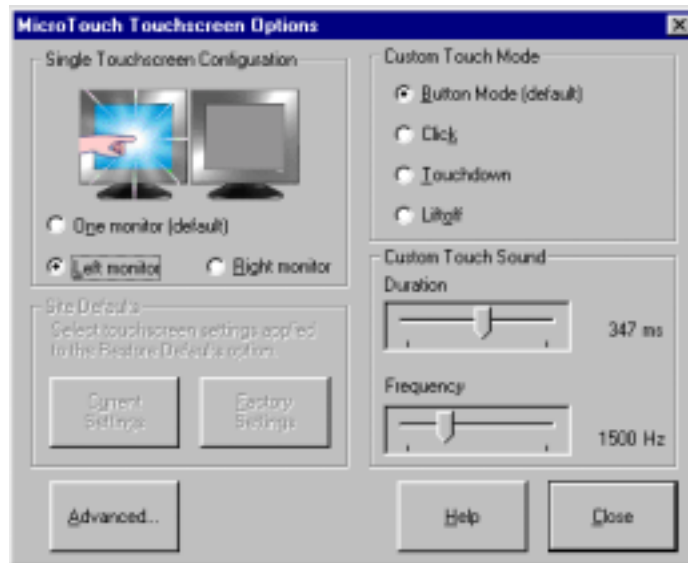 MicroTouch Touchscreen Options
Single Touchscreen Configuration
One monitor (default)
Left monitor
Right monitor
Site Defaults
Select touchscreen settings applied
to the Restore Defaults option.
Current
Settings
Factory
Settings
Advanced...
Custom Touch Mode
Button Mode (default)
Click
Touchdown
Liftoff
Custom Touch Sound
Duration
347 ms
Frequency
1500 Hz
Help
Close